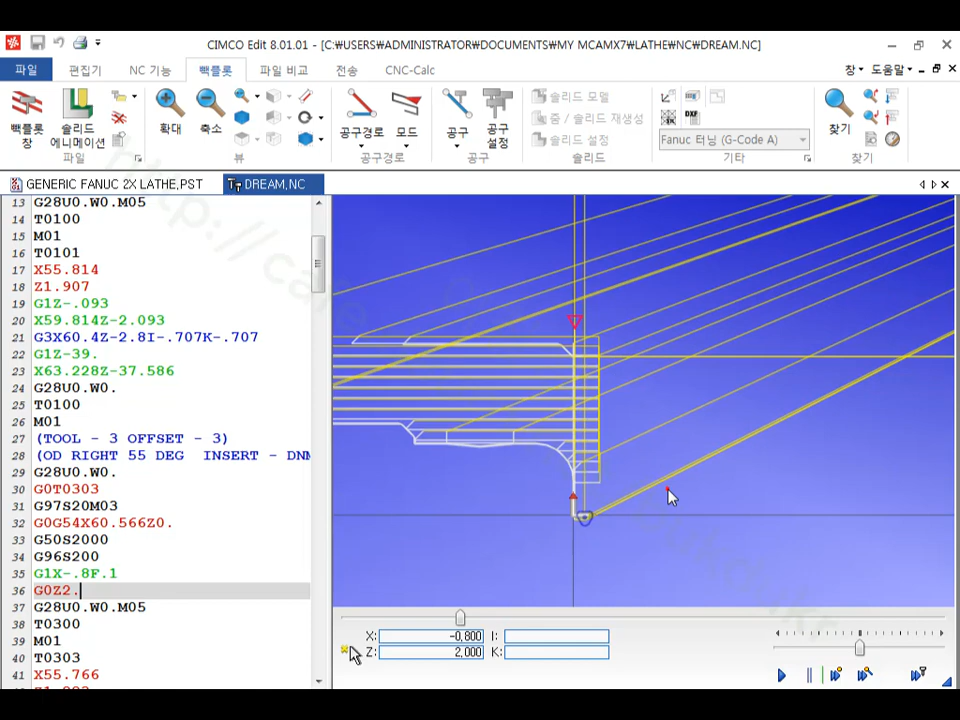 CIMCO Edit 8.01.01 - [C:₩USERS₩ADMINISTRATOR₩DOCUMENTS₩MY MCAMX7₩LATHE₩NC₩DREAM.NC]
파일 편집기 NC 기능 백플롯 파일 비교 전송 CNC-Calc 창 도움말
백플롯 창
솔리드 에니메이션
파일
확대
축소
뷰
공구경로
모드
공구경로
공구
공구 설정
공구
솔리드 모델
중 / 솔리드 재생성
솔리드 설정
솔리드
DXF
Fanuc 터닝 (G-Code A)
기타
찾기
찾기
GENERIC FANUC 2X LATHE.PST
DREAM.NC
13 G28U0.W0.M05
14 T0100
15 M01
16 T0101
17 X55.814
18 Z1.907
19 G1Z-.093
20 X59.814Z-2.093
21 G3X60.4Z-2.8I-.707K-.707
22 G1Z-39.
23 X63.228Z-37.586
24 G28U0.W0.
25 T0100
26 M01
27 (TOOL - 3 OFFSET - 3)
28 (OD RIGHT 55 DEG INSERT - DNM
29 G28U0.W0.
30 G0T0303
31 G97S20M03
32 G0G54X60.566Z0.
33 G50S2000
34 G96S200
35 G1X-.8F.1
36 G0Z2.
37 G28U0.W0.M05
38 T0300
39 M01
40 T0303
41 X55.766
X: -0,800 I:
Z: 2,000 K: